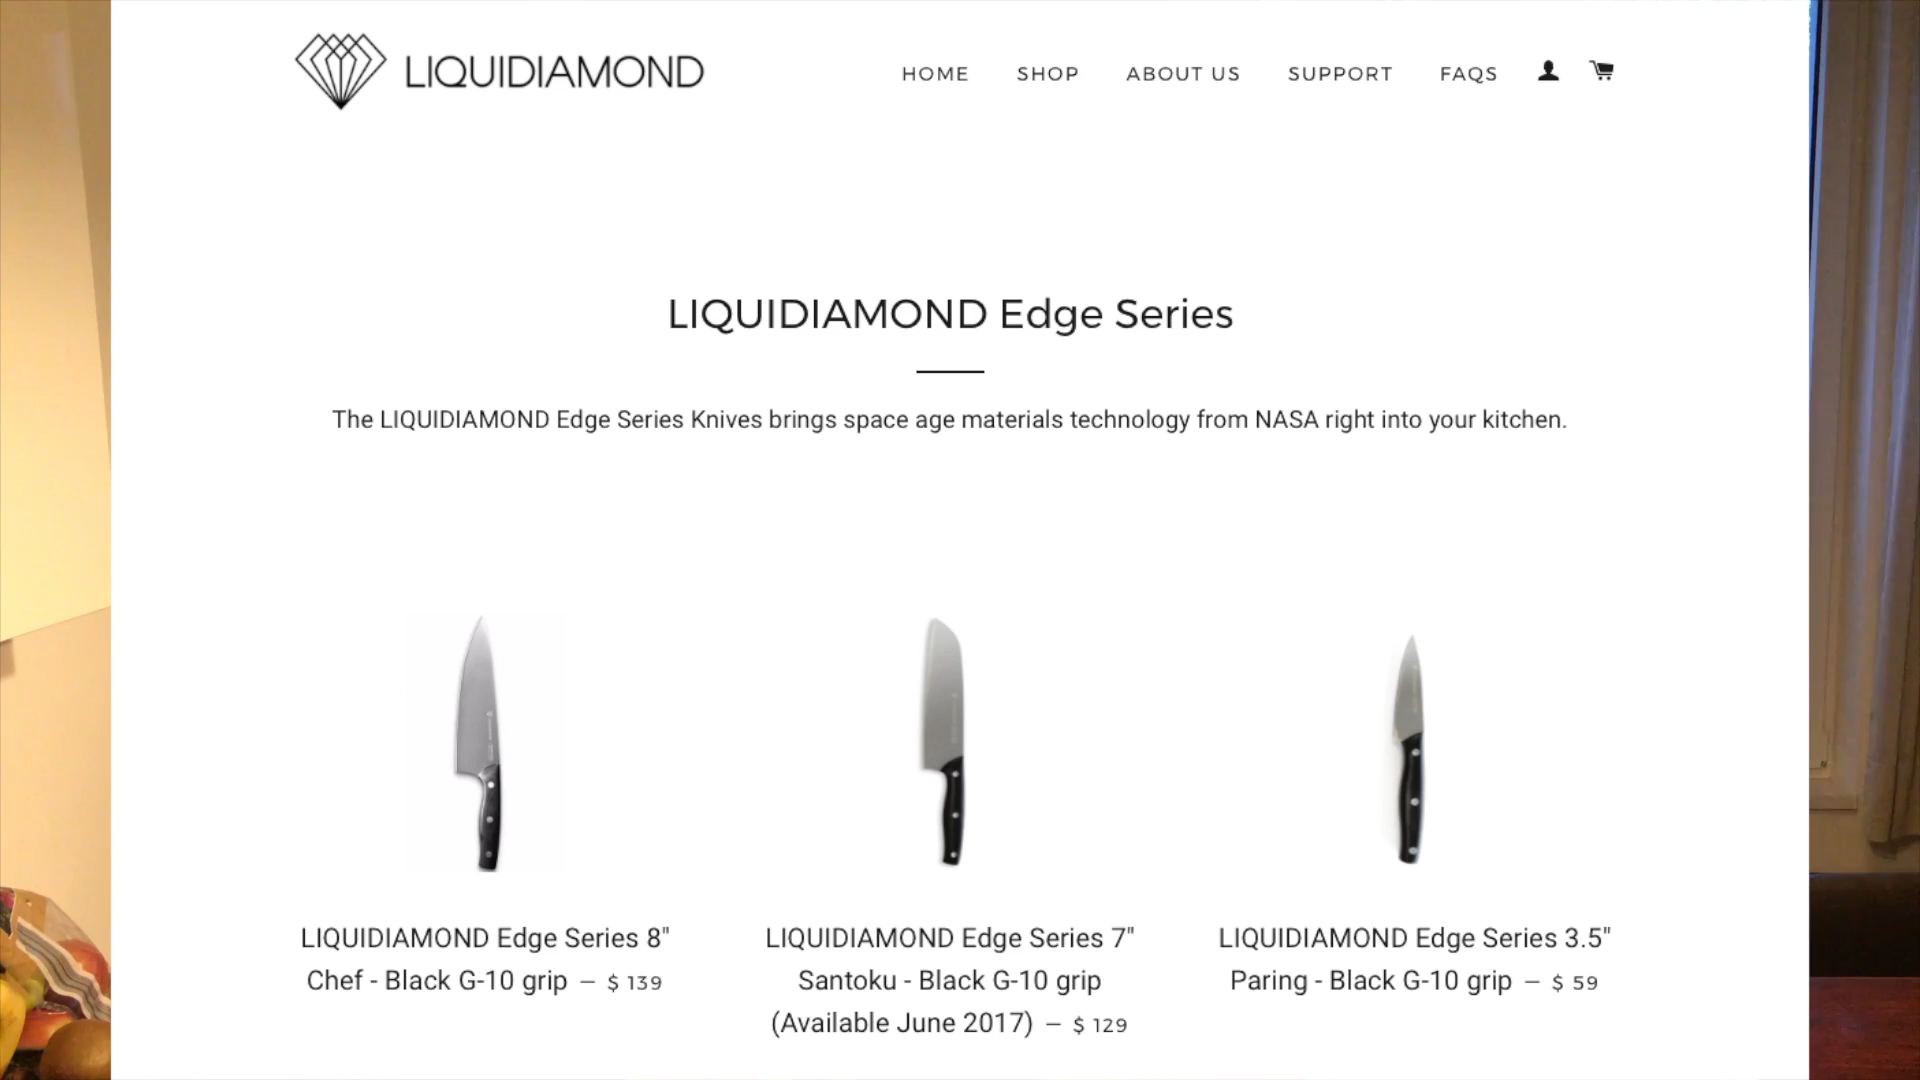 LIQUIDIAMOND
HOME SHOP ABOUT US SUPPORT FAQS
LIQUIDIAMOND Edge Series
The LIQUIDIAMOND Edge Series Knives brings space age materials technology from NASA right into your kitchen.
LIQUIDIAMOND Edge Series 8"
Chef - Black G-10 grip — $ 139
LIQUIDIAMOND Edge Series 7"
Santoku - Black G-10 grip
(Available June 2017) — $ 129
LIQUIDIAMOND Edge Series 3.5"
Paring - Black G-10 grip — $ 59